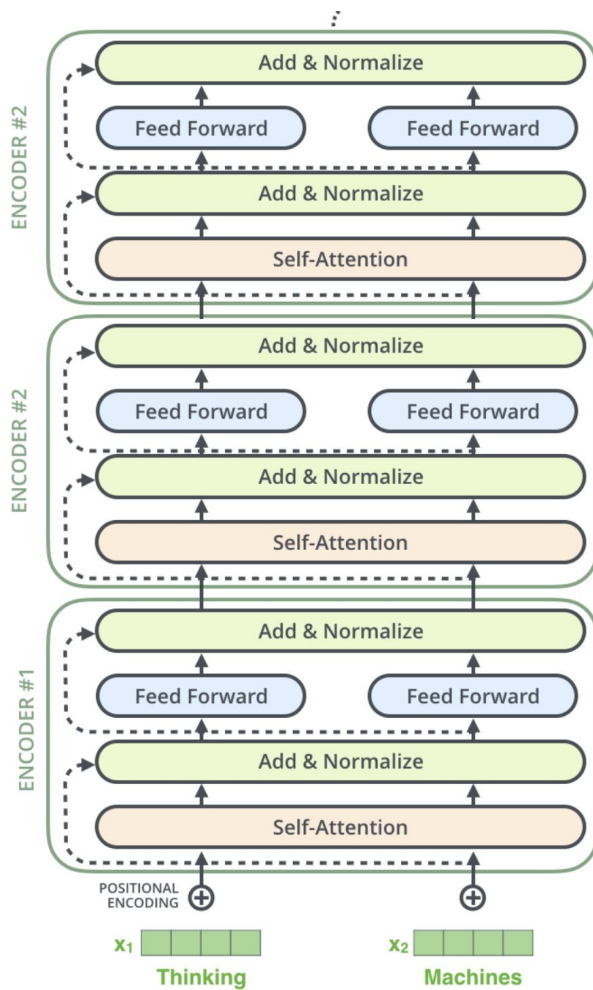 ENCODER #2
Add & Normalize
Feed Forward Feed Forward
Add & Normalize
Self-Attention
ENCODER #2
Add & Normalize
Feed Forward Feed Forward
Add & Normalize
Self-Attention
ENCODER #1
Add & Normalize
Feed Forward Feed Forward
Add & Normalize
Self-Attention
POSITIONAL
ENCODING
x₁ x₂
Thinking Machines